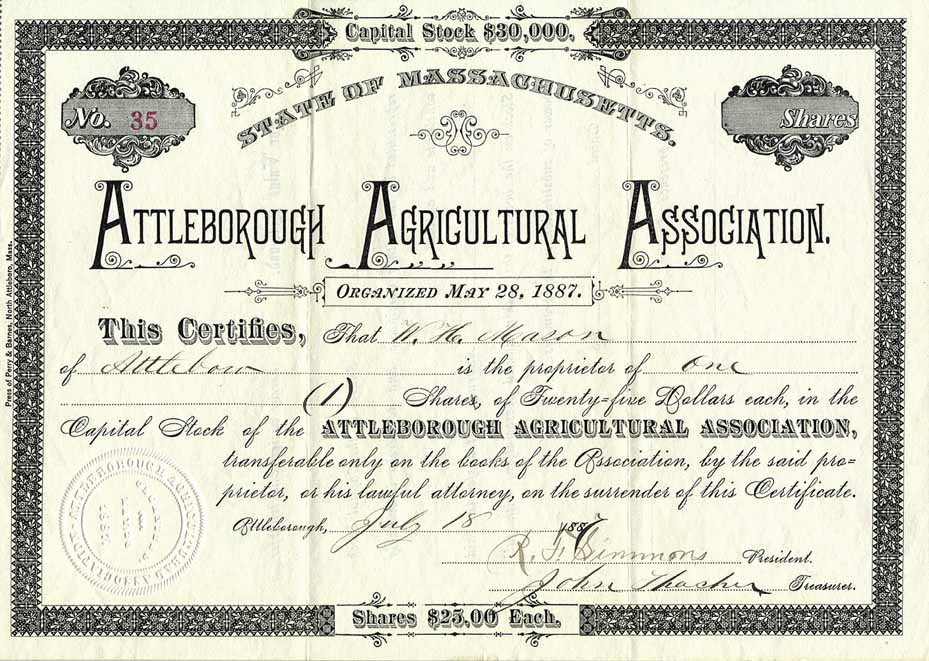 Capital Stock $30,000.
STATE OF MASSACHUSETTS.
No. 35
Shares
ATTLEBOROUGH AGRICULTURAL ASSOCIATION.
ORGANIZED MAY 28, 1887.
This Certifies, That W. H. Mason
of Attleboro is the proprietor of one
(1) Shares, of Twenty-five Dollars each, in the
Capital Stock of the ATTLEBOROUGH AGRICULTURAL ASSOCIATION,
transferable only on the books of the Association, by the said pro-
prietor, or his lawful attorney, on the surrender of this Certificate.
Attleborough, July 18 1887
R. F. Simmons President.
John Thacher Treasurer.
Shares $25,00 Each.
Press of Perry & Barnes, North Attleboro, Mass.
ATTLEBOROUGH AGRICULTURAL ASSOCIATION